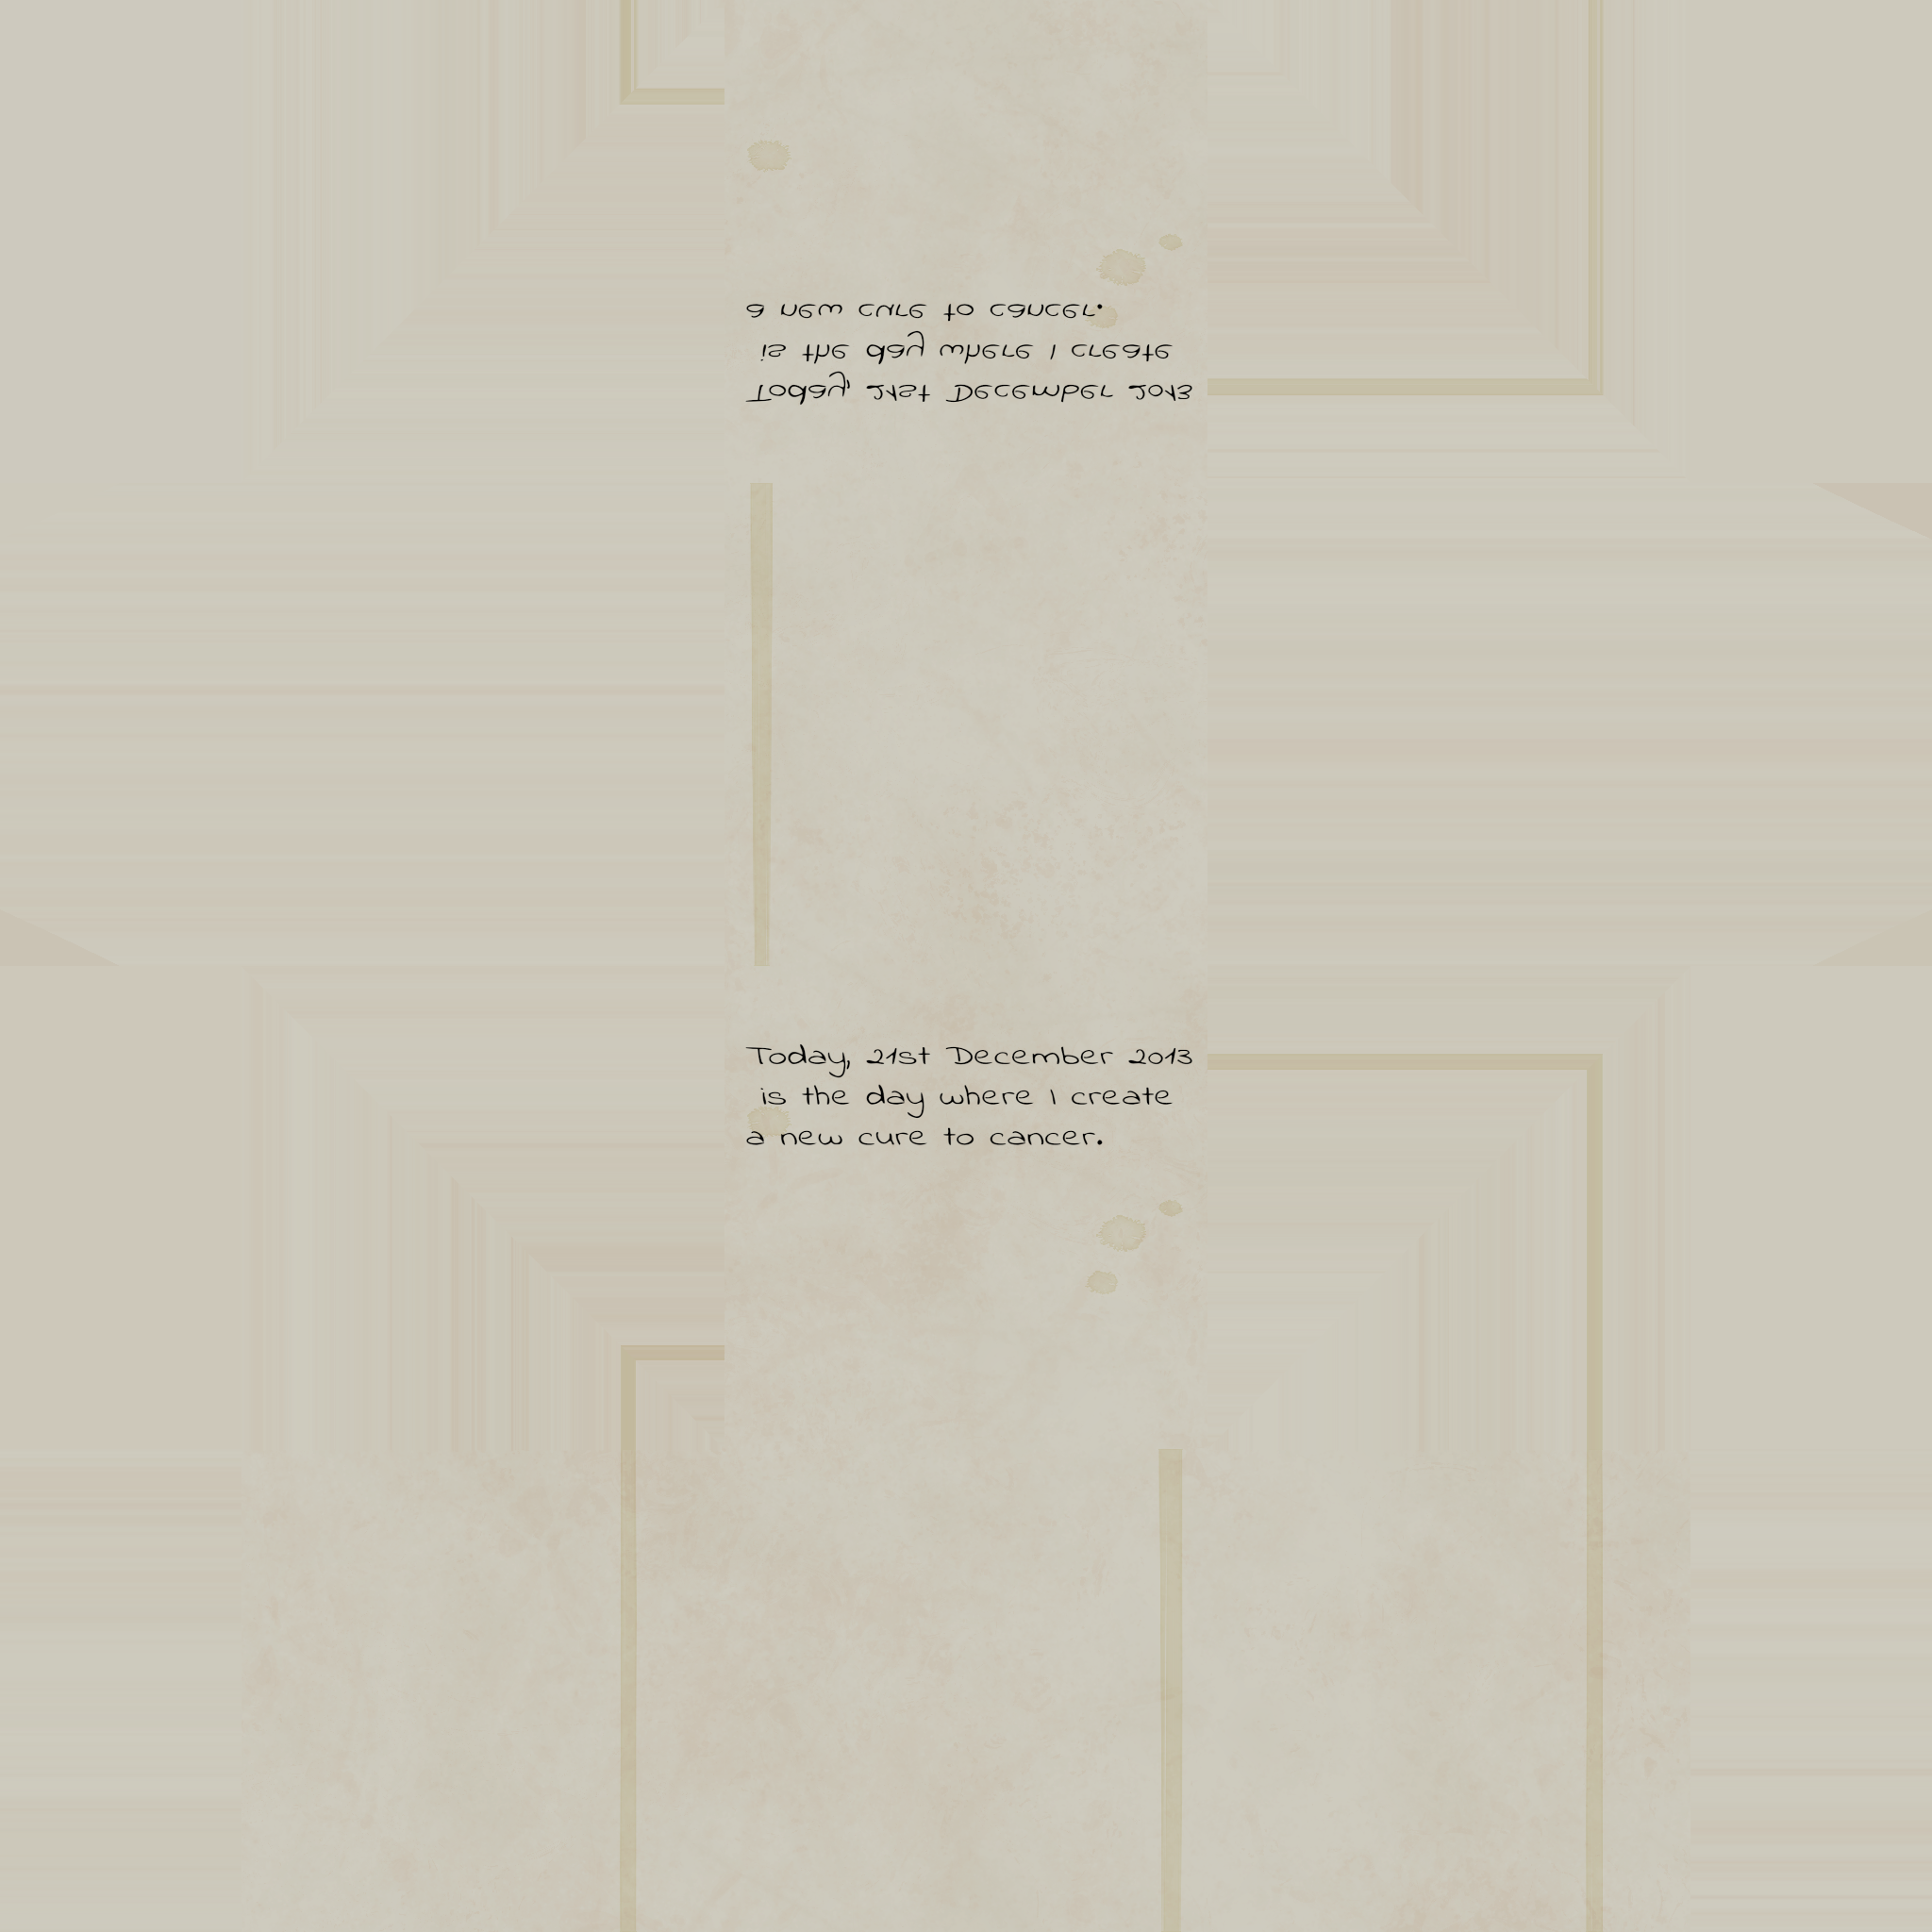 a new cure to cancer.
is the day where I create
Today, 21st December 2013
Today, 21st December 2013
is the day where I create
a new cure to cancer.